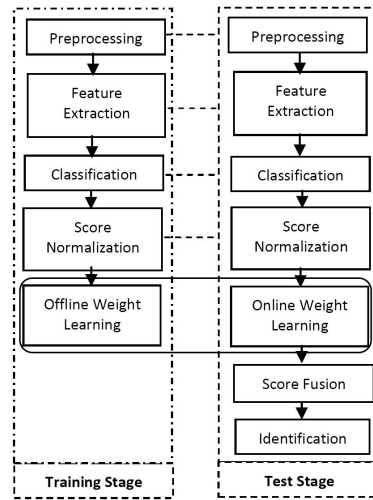 Preprocessing
Feature
Extraction
Classification
Score
Normalization
Offline Weight
Learning
Training Stage
Preprocessing
Feature
Extraction
Classification
Score
Normalization
Online Weight
Learning
Score Fusion
Identification
Test Stage